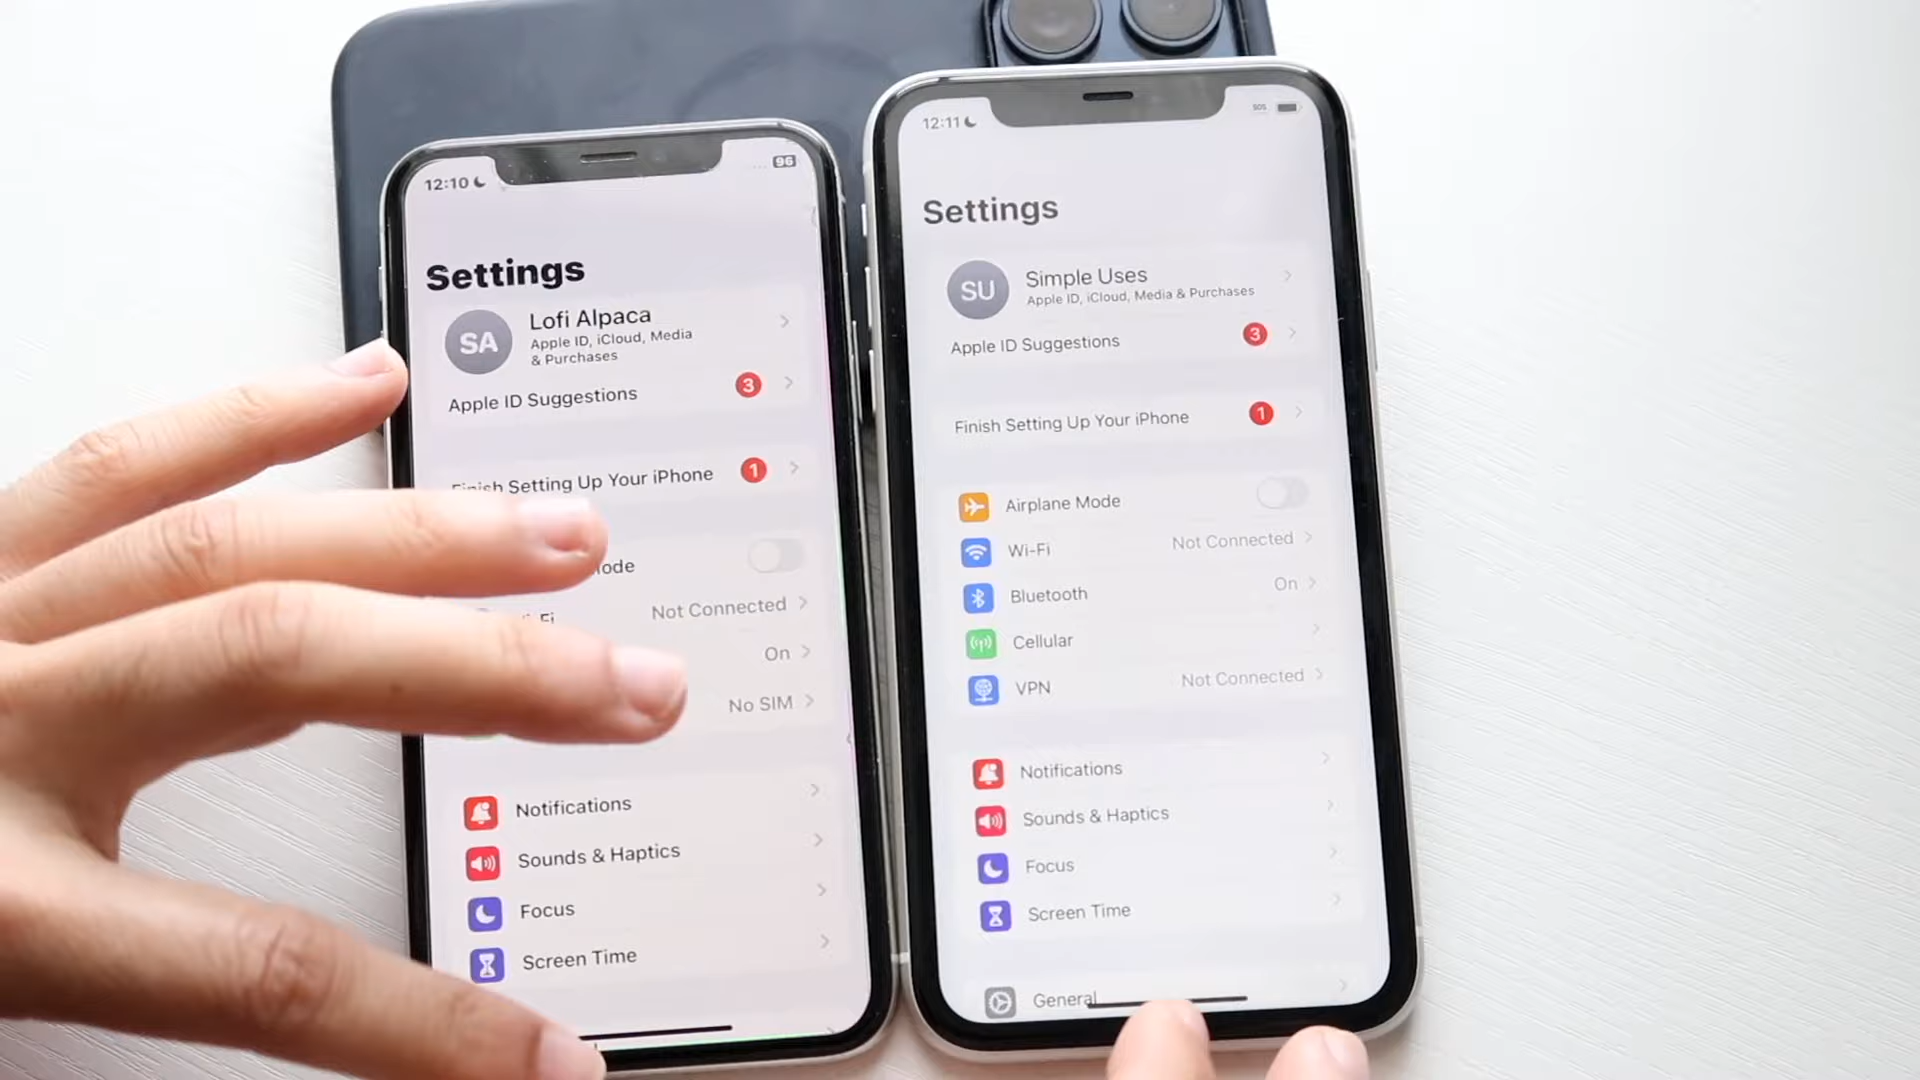 12:10
96
Settings
SA
Lofi Alpaca
Apple ID, iCloud, Media
& Purchases
Apple ID Suggestions
3
Finish Setting Up Your iPhone
1
Not Connected
On
No SIM
Notifications
Sounds & Haptics
Focus
Screen Time
12:11
SOS
Settings
SU
Simple Uses
Apple ID, iCloud, Media & Purchases
Apple ID Suggestions
3
Finish Setting Up Your iPhone
1
Airplane Mode
Wi-Fi
Not Connected
Bluetooth
On
Cellular
VPN
Not Connected
Notifications
Sounds & Haptics
Focus
Screen Time
General